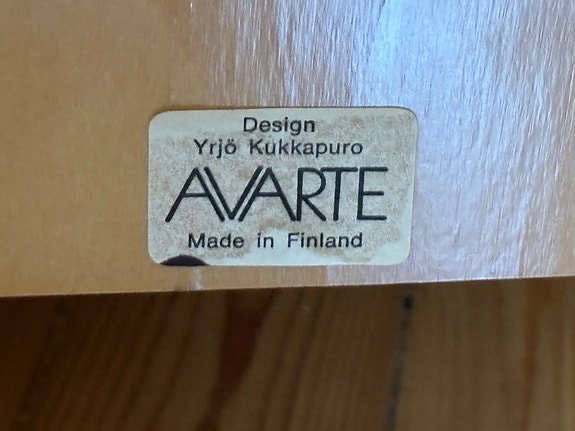 Design
Yrjö Kukkapuro
AVARTE
Made in Finland